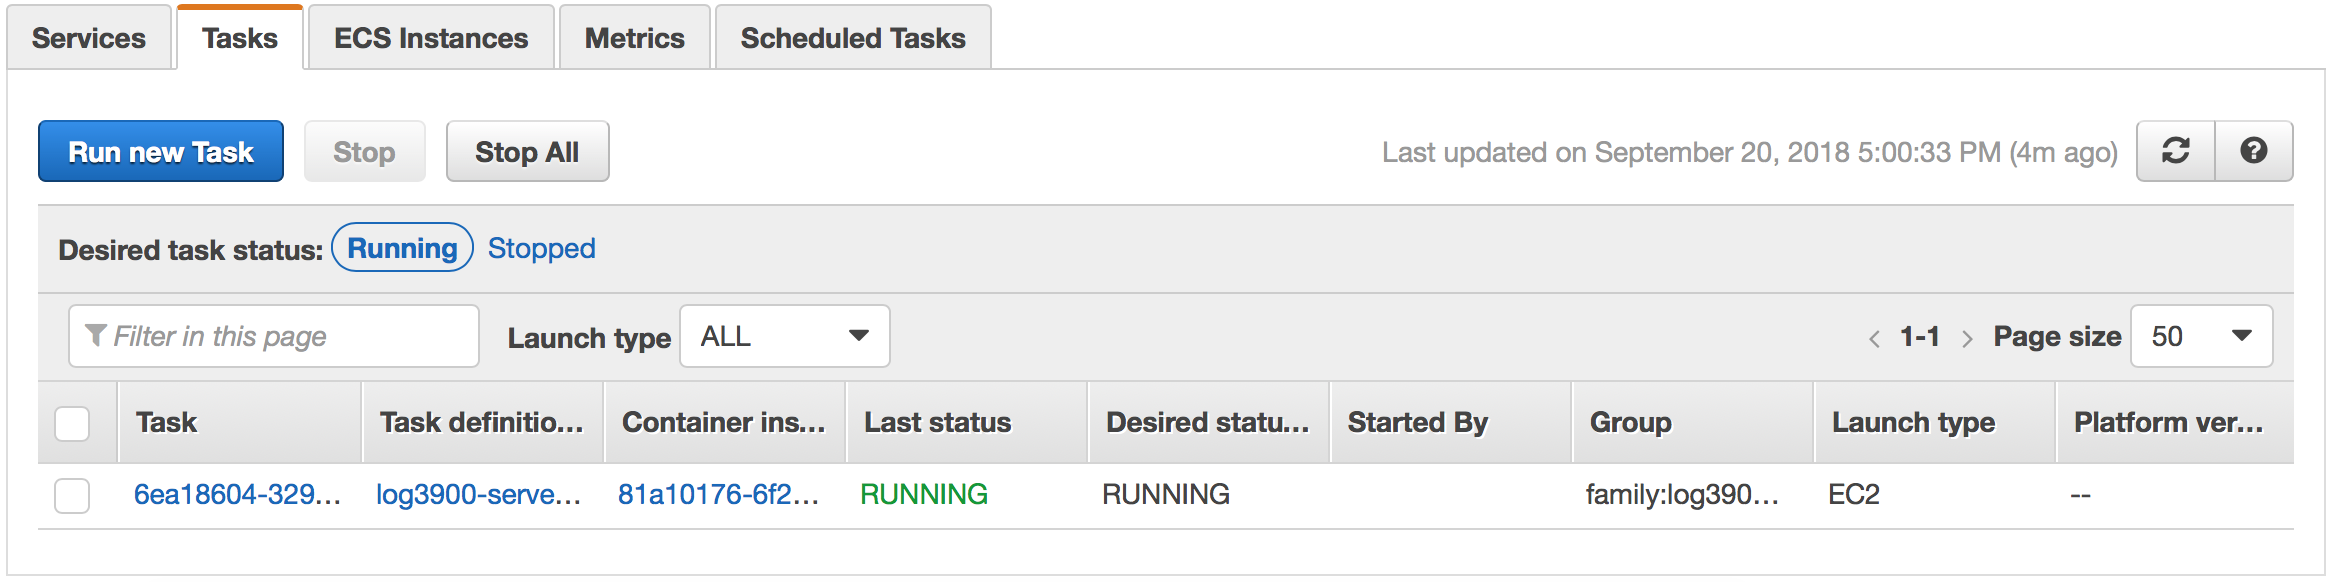 Services Tasks ECS Instances Metrics Scheduled Tasks
Run new Task Stop Stop All Last updated on September 20, 2018 5:00:33 PM (4m ago)
Desired task status: Running Stopped
Filter in this page Launch type ALL < 1-1 > Page size 50
Task Task definitio... Container ins... Last status Desired statu... Started By Group Launch type Platform ver...
6ea18604-329... log3900-serve... 81a10176-6f2... RUNNING RUNNING family:log390... EC2 --